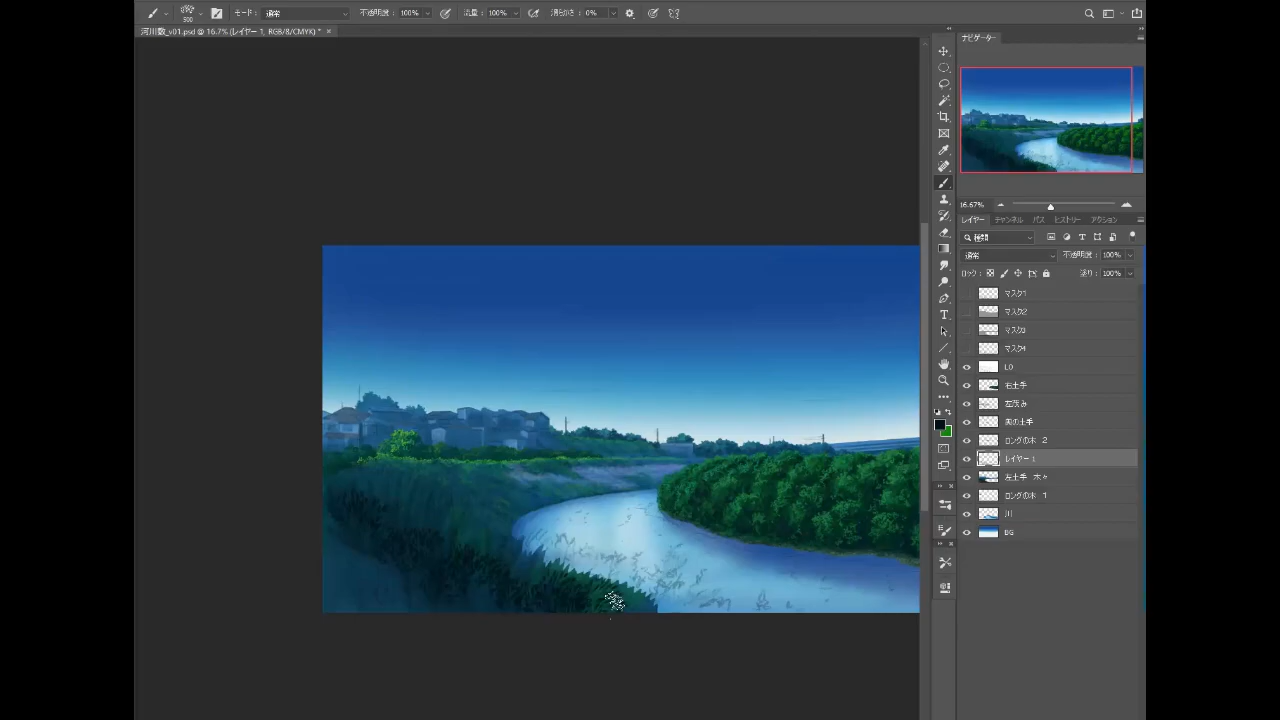 500 モード: 通常 不透明度: 100% 流量: 100% 滑らかさ: 0%
河川敷_v01.psd @ 16.7% (レイヤー 1, RGB/8/CMYK) *
ナビゲーター
16.67%
レイヤー チャンネル パス ヒストリー アクション
種類
通常 不透明度: 100%
ロック: 塗り: 100%
マスク1
マスク2
マスク3
マスク4
LO
右土手
左茂み
奥の土手
ロングの木 2
レイヤー 1
左土手 木々
ロングの木 1
川
BG